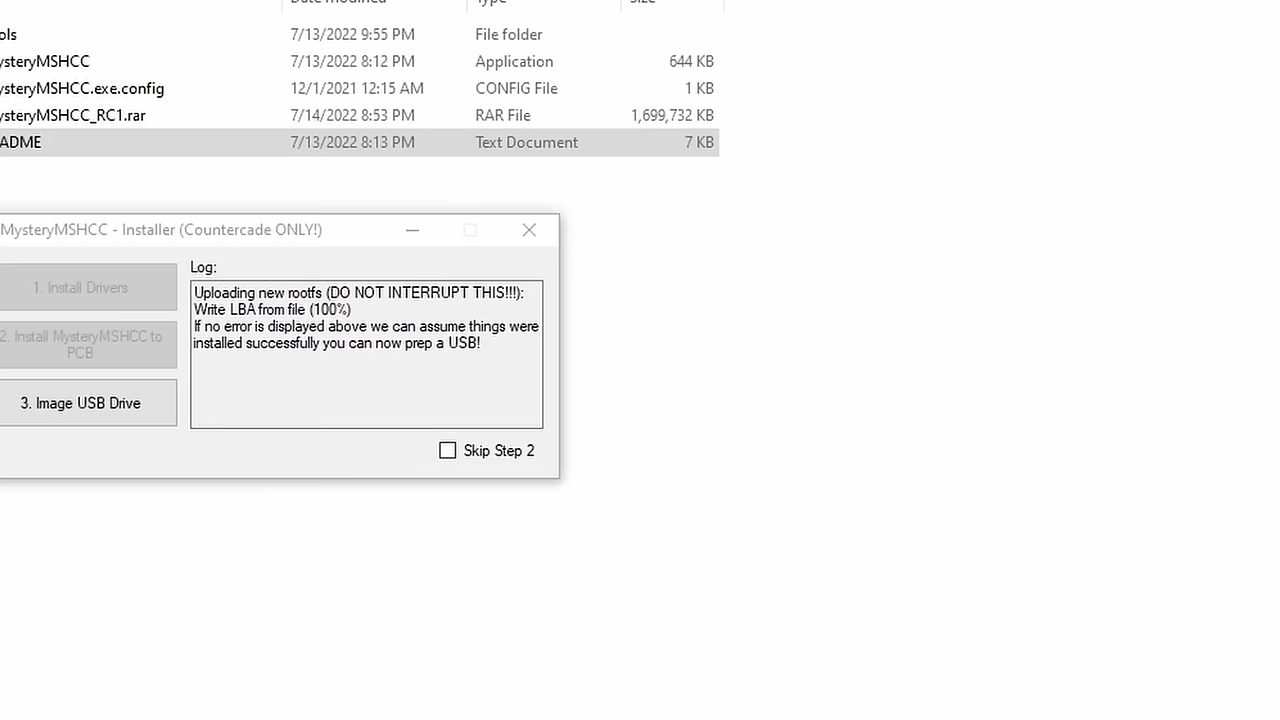 Date modified Type Size
ols 7/13/2022 9:55 PM File folder
ysteryMSHCC 7/13/2022 8:12 PM Application 644 KB
ysteryMSHCC.exe.config 12/1/2021 12:15 AM CONFIG File 1 KB
ysteryMSHCC_RC1.rar 7/14/2022 8:53 PM RAR File 1,699,732 KB
ADME 7/13/2022 8:13 PM Text Document 7 KB
MysteryMSHCC - Installer (Countercade ONLY!)
1. Install Drivers
2. Install MysteryMSHCC to
PCB
3. Image USB Drive
Log:
Uploading new rootfs (DO NOT INTERRUPT THIS!!!):
Write LBA from file (100%)
If no error is displayed above we can assume things were
installed successfully you can now prep a USB!
Skip Step 2